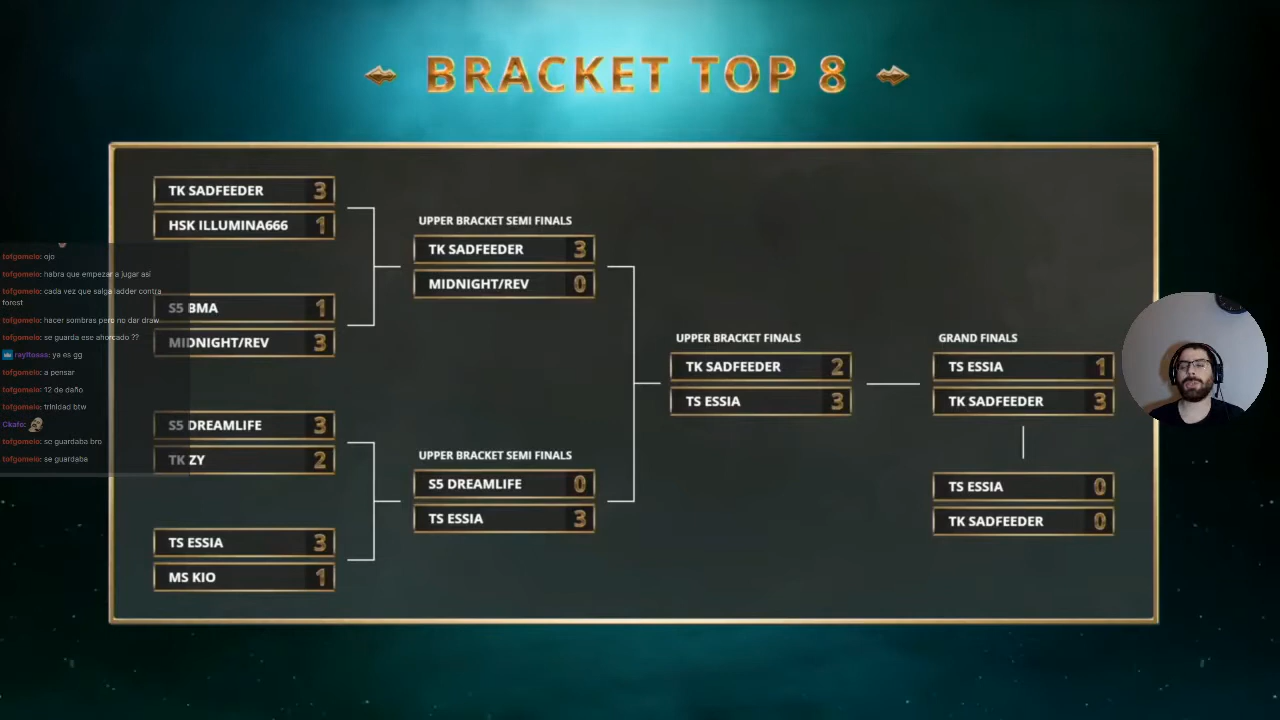 BRACKET TOP 8
TK SADFEEDER 3
HSK ILLUMINA666 1
S5 BMA 1
MIDNIGHT/REV 3
S5 DREAMLIFE 3
TK ZY 2
TS ESSIA 3
MS KIO 1
UPPER BRACKET SEMI FINALS
TK SADFEEDER 3
MIDNIGHT/REV 0
UPPER BRACKET SEMI FINALS
S5 DREAMLIFE 0
TS ESSIA 3
UPPER BRACKET FINALS
TK SADFEEDER 2
TS ESSIA 3
GRAND FINALS
TS ESSIA 1
TK SADFEEDER 3
TS ESSIA 0
TK SADFEEDER 0
tofgomelo: ojo
tofgomelo: habra que empezar a jugar asi
tofgomelo: cada vez que salga ladder contra
forest
tofgomelo: hacer sombras pero no dar draw
tofgomelo: se guarda ese ahorcado ??
rayRosss: ya es gg
tofgomelo: a pensar
tofgomelo: 12 de daño
tofgomelo: trinidad btw
Ckafo:
tofgomelo: se guardaba bro
tofgomelo: se guardaba